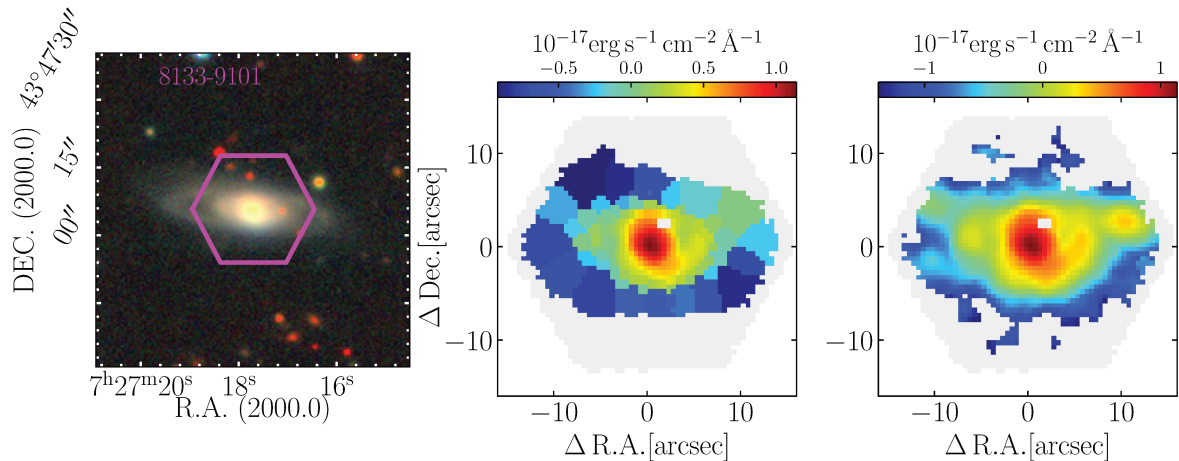 8133-9101
43°47′30″
15″
00″
DEC. (2000.0)
7ʰ27ᵐ20ˢ 18ˢ 16ˢ
R.A. (2000.0)
10⁻¹⁷erg s⁻¹ cm⁻² Å⁻¹
−0.5 0.0 0.5 1.0
10
0
−10
Δ Dec.[arcsec]
−10 0 10
Δ R.A.[arcsec]
10⁻¹⁷erg s⁻¹ cm⁻² Å⁻¹
−1 0 1
10
0
−10
−10 0 10
Δ R.A.[arcsec]